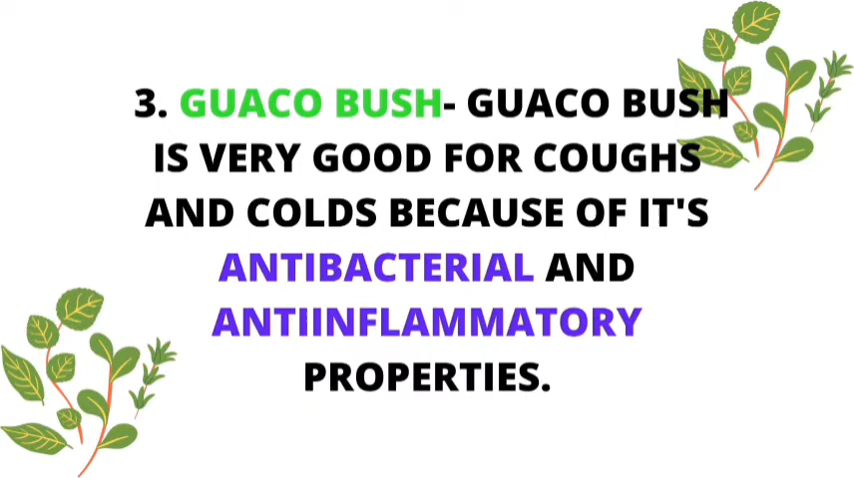 3. GUACO BUSH- GUACO BUSH
IS VERY GOOD FOR COUGHS
AND COLDS BECAUSE OF IT'S
ANTIBACTERIAL AND
ANTIINFLAMMATORY
PROPERTIES.